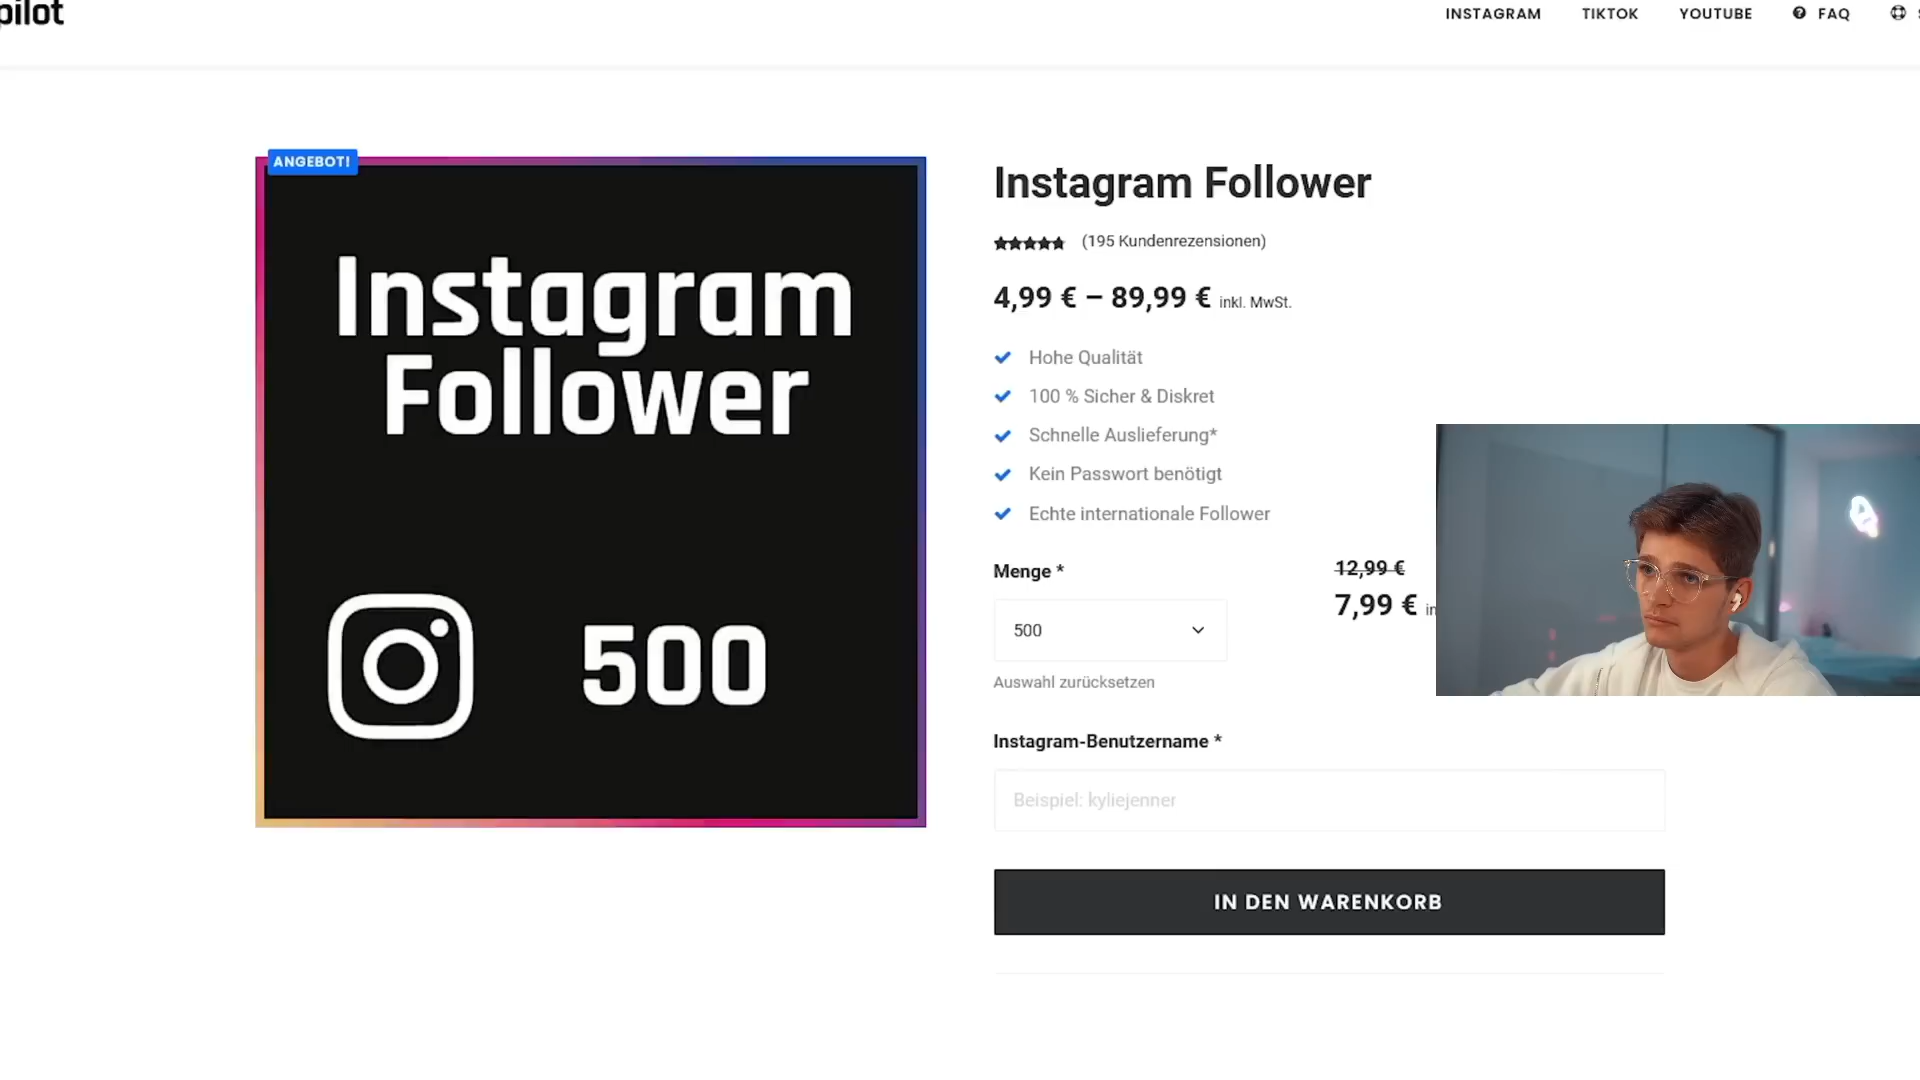 pilot
INSTAGRAM TIKTOK YOUTUBE FAQ
ANGEBOT!
Instagram
Follower
500
Instagram Follower
(195 Kundenrezensionen)
4,99 € – 89,99 € inkl. MwSt.
Hohe Qualität
100 % Sicher & Diskret
Schnelle Auslieferung*
Kein Passwort benötigt
Echte internationale Follower
Menge *
12,99 €
7,99 €
500
Auswahl zurücksetzen
Instagram-Benutzername *
Beispiel: kyliejenner
IN DEN WARENKORB